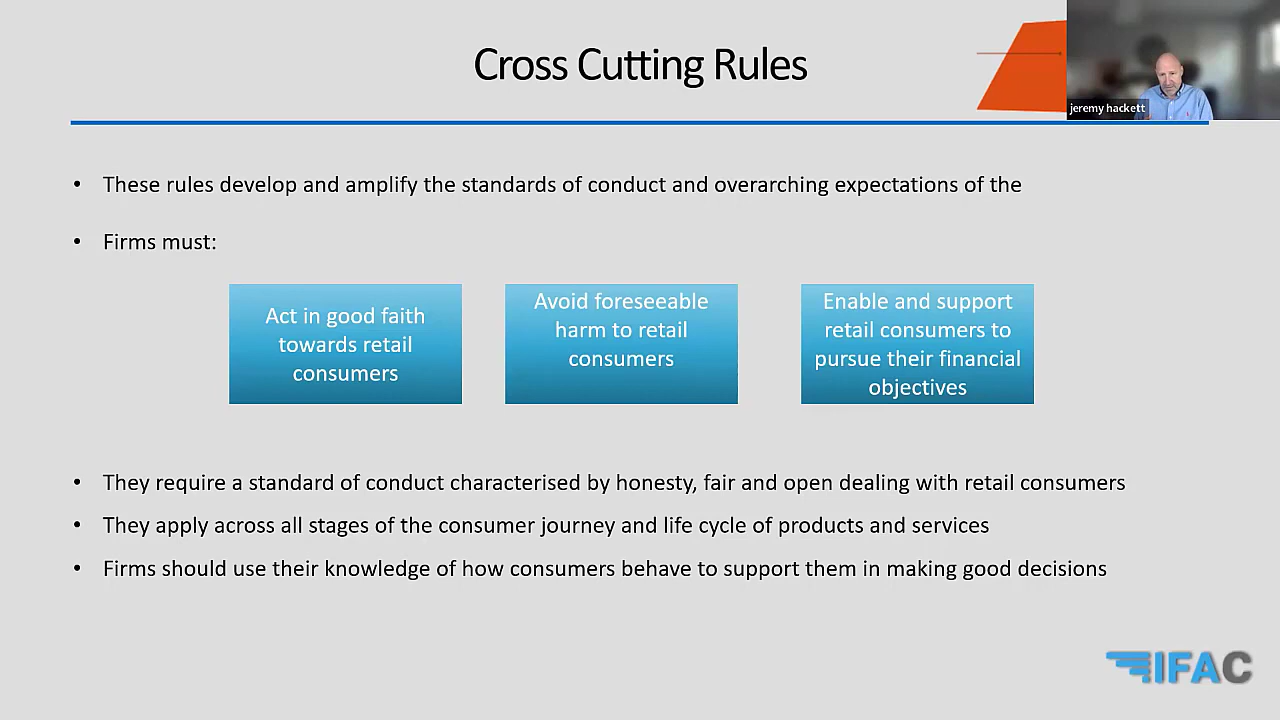 Cross Cutting Rules
jeremy hackett
• These rules develop and amplify the standards of conduct and overarching expectations of the
• Firms must:
Act in good faith
towards retail
consumers
Avoid foreseeable
harm to retail
consumers
Enable and support
retail consumers to
pursue their financial
objectives
• They require a standard of conduct characterised by honesty, fair and open dealing with retail consumers
• They apply across all stages of the consumer journey and life cycle of products and services
• Firms should use their knowledge of how consumers behave to support them in making good decisions
IFAC